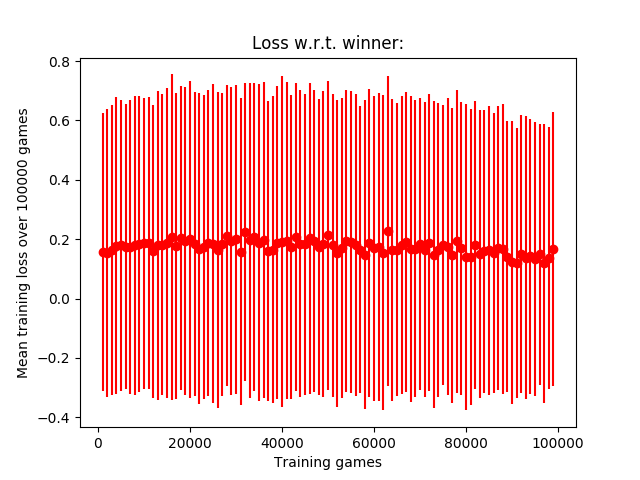 Loss w.r.t. winner:
Mean training loss over 100000 games
0.8
0.6
0.4
0.2
0.0
−0.2
−0.4
0 20000 40000 60000 80000 100000
Training games